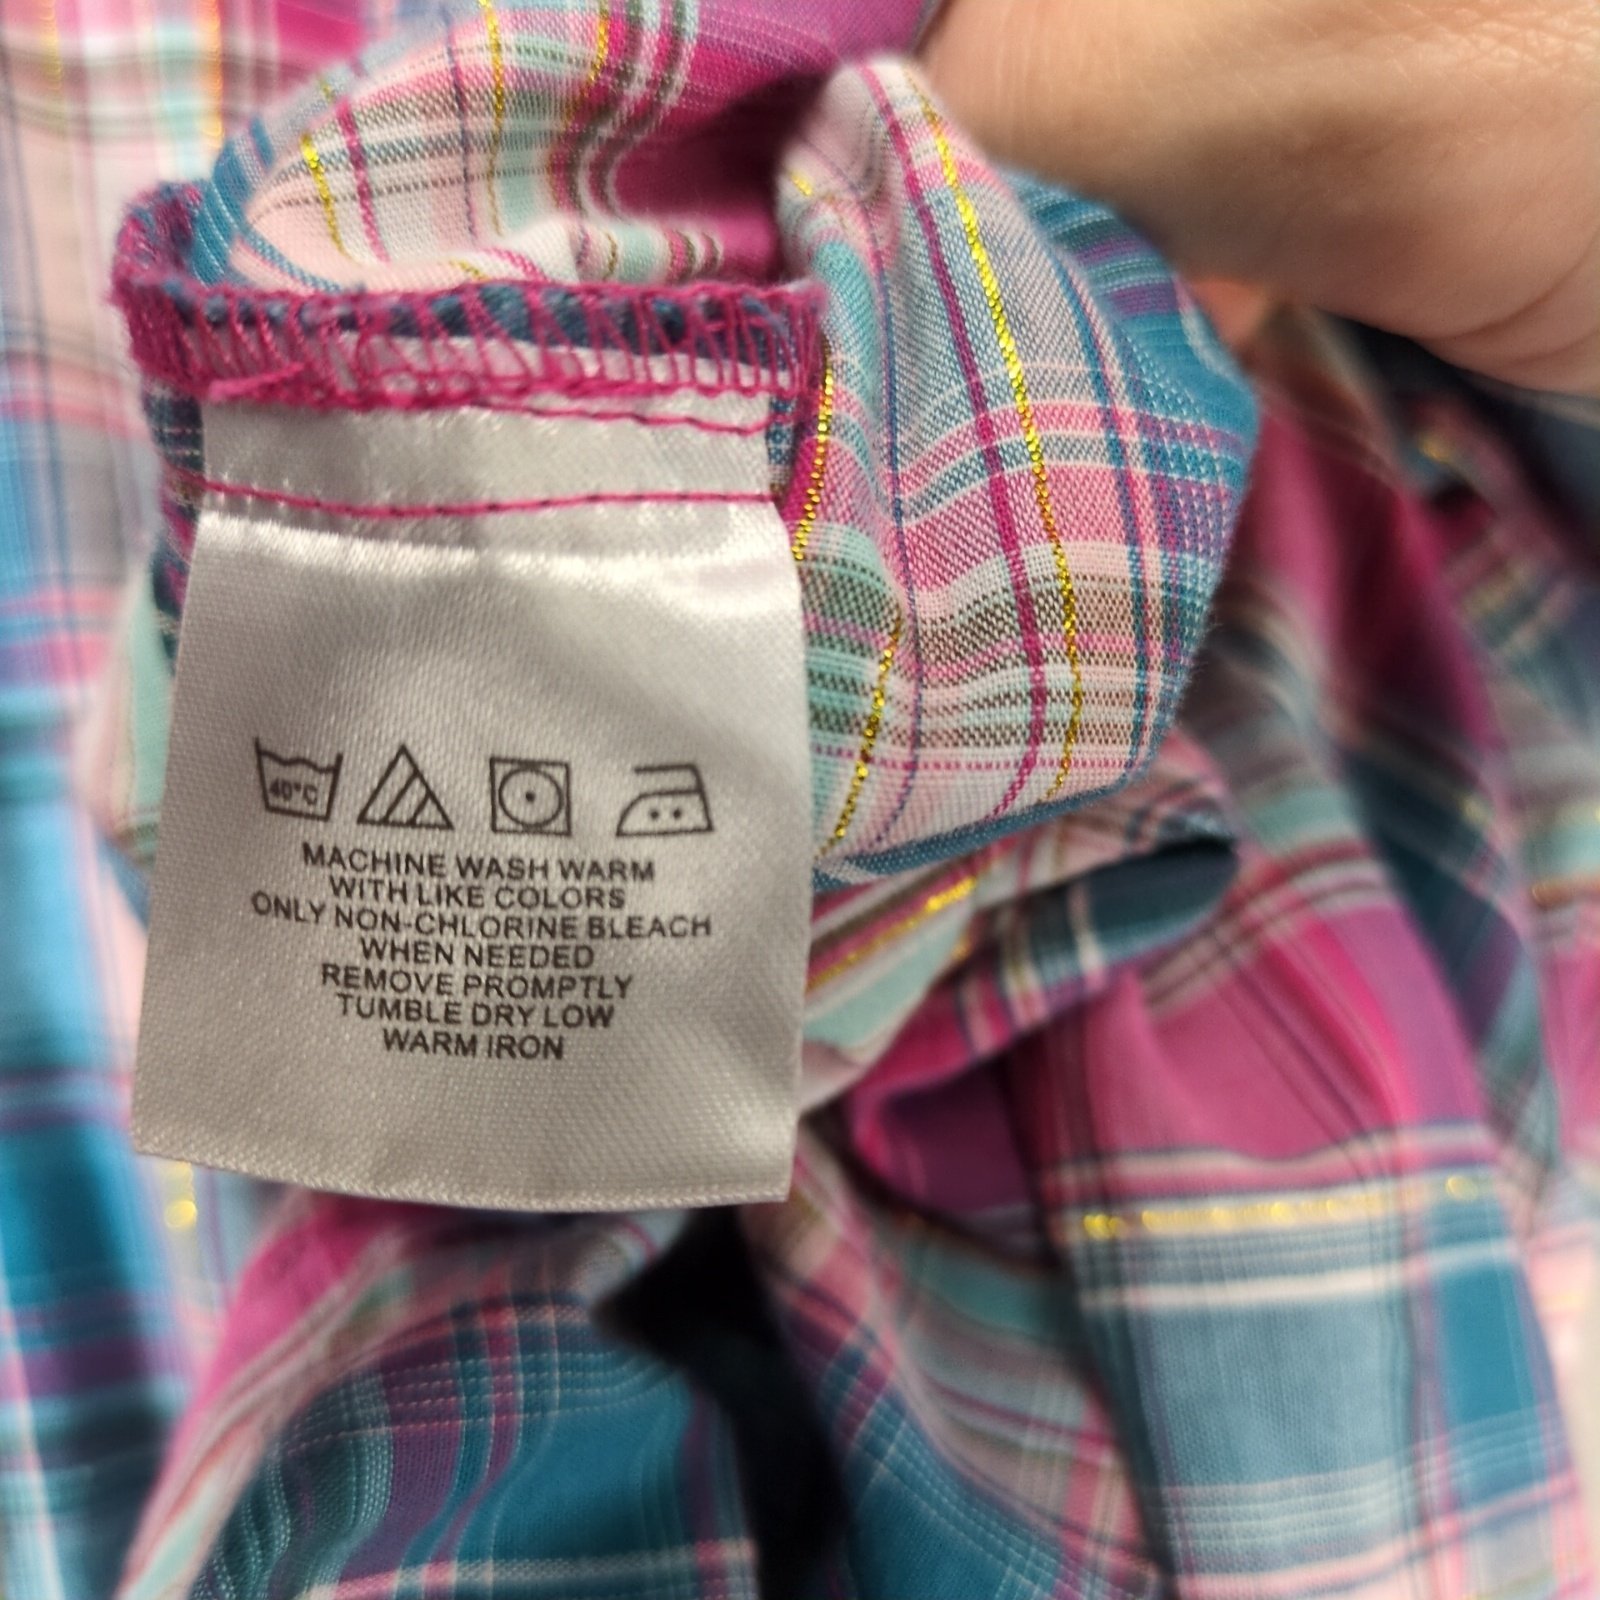 40°C
MACHINE WASH WARM
WITH LIKE COLORS
ONLY NON-CHLORINE BLEACH
WHEN NEEDED
REMOVE PROMPTLY
TUMBLE DRY LOW
WARM IRON